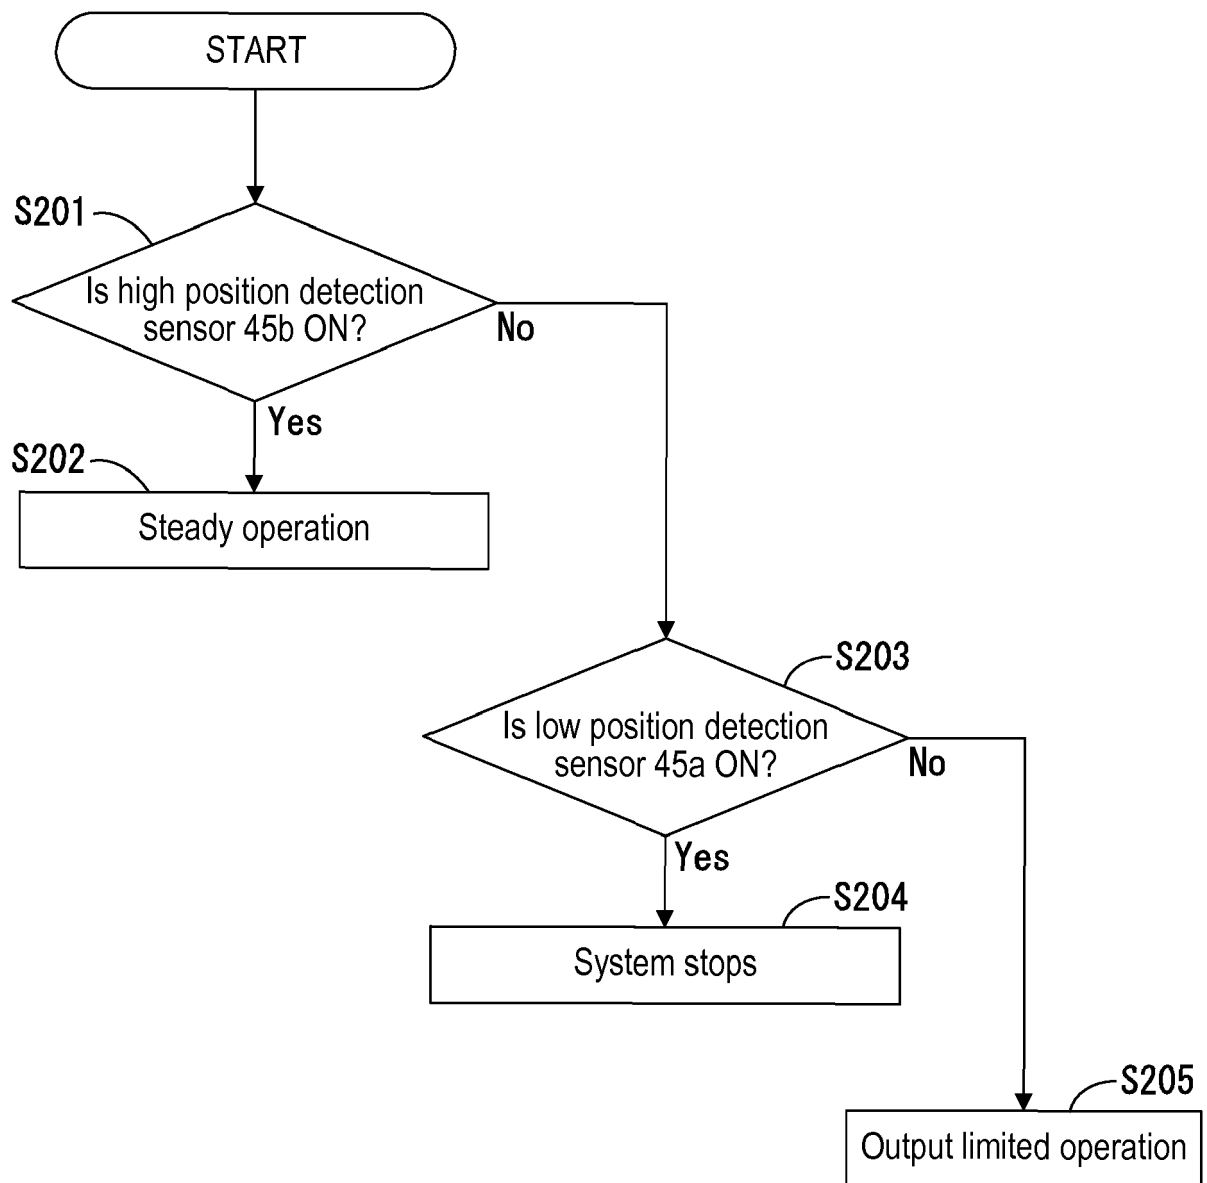 START
S201
Is high position detection
sensor 45b ON?
No
Yes
S202
Steady operation
S203
Is low position detection
sensor 45a ON?
No
Yes
S204
System stops
S205
Output limited operation